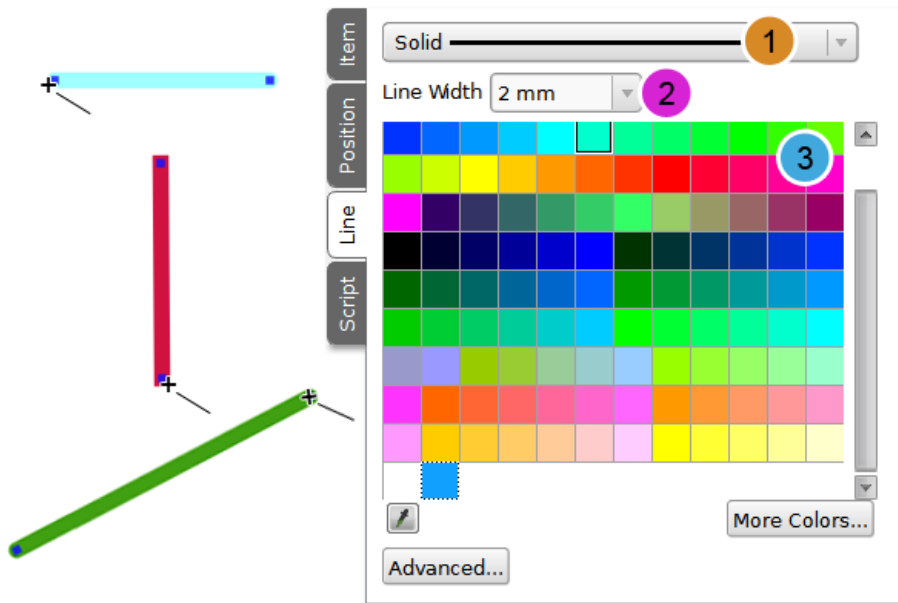 Item
Position
Line
Script
Solid
1
Line Width
2 mm
2
3
More Colors...
Advanced...